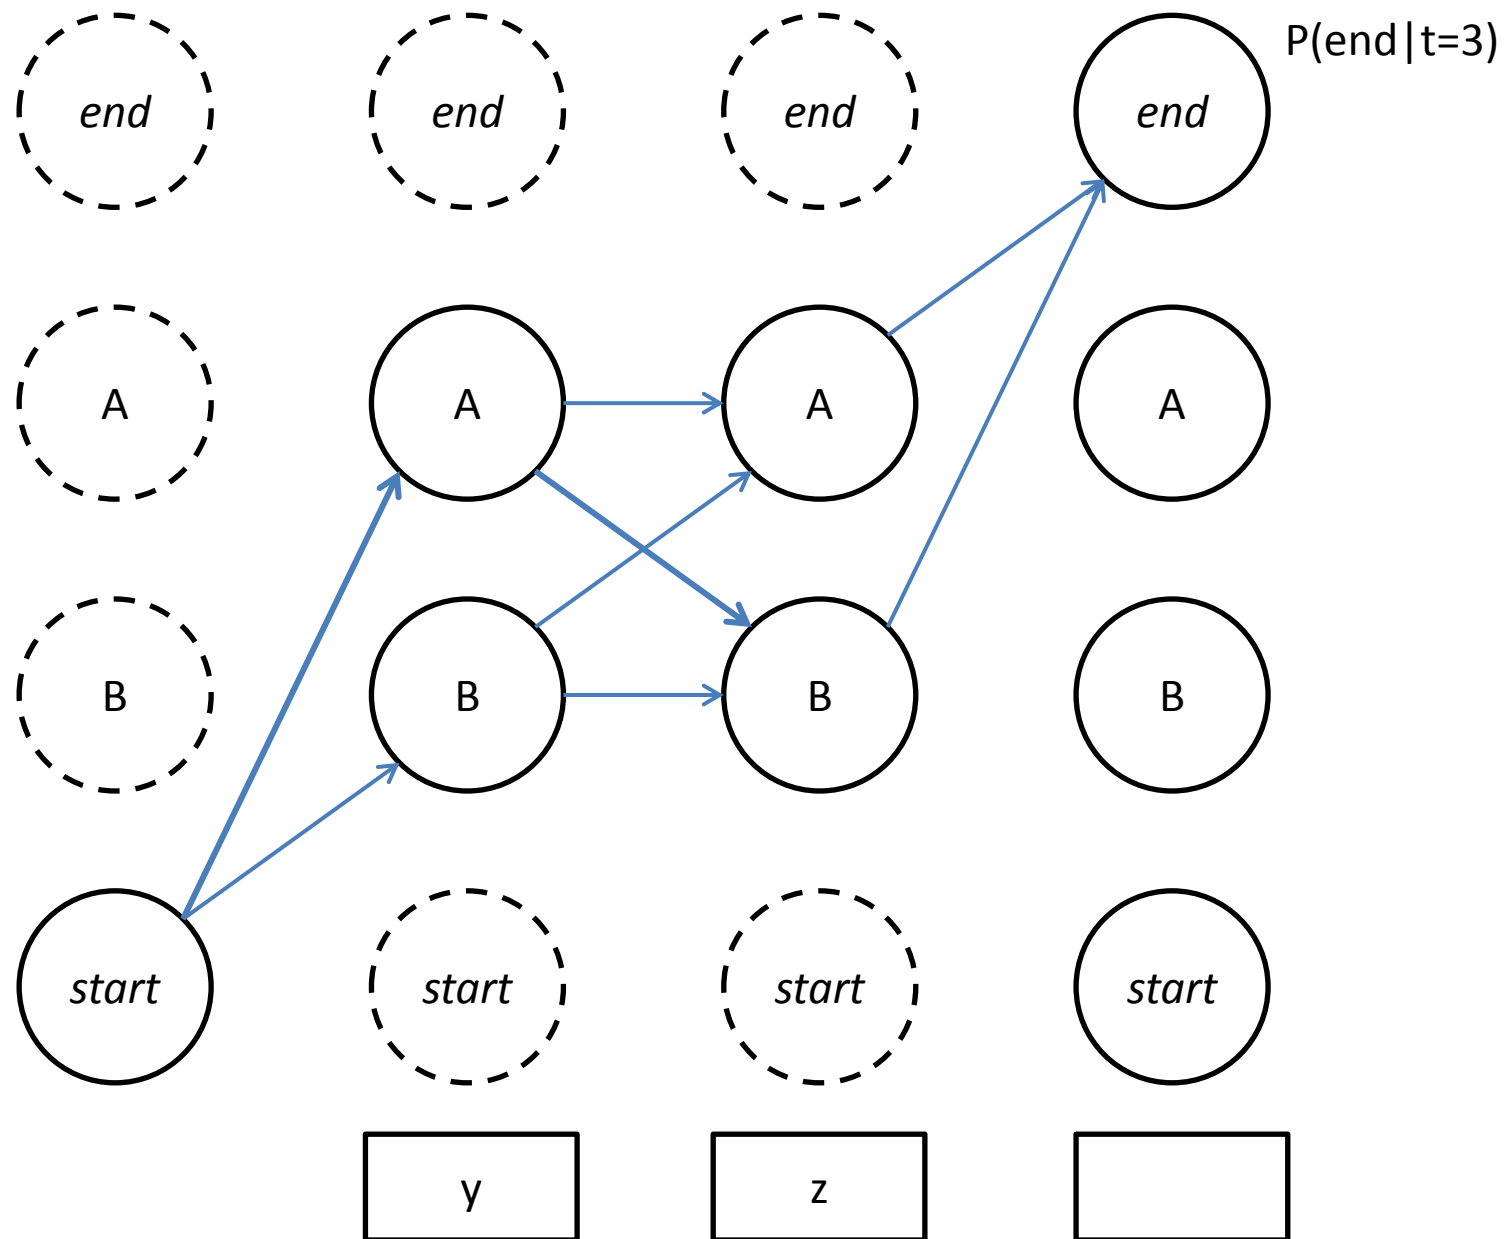 end end end end P(end|t=3)
A A A A
B B B B
start start start start
y z